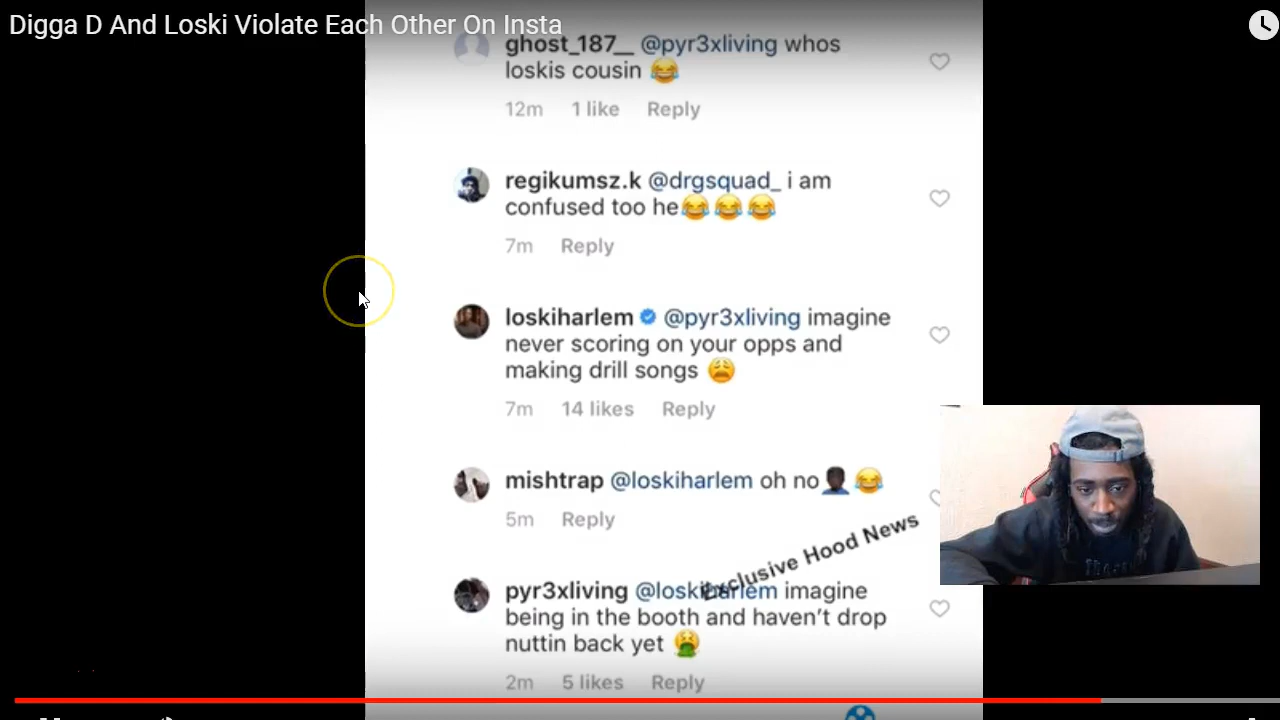 Digga D And Loski Violate Each Other On Insta
ghost_187__ @pyr3xliving whos
loskis cousin 😂
12m 1 like Reply
regikumsz.k @drgsquad_ i am
confused too he😂😂😂
7m Reply
loskiharlem @pyr3xliving imagine
never scoring on your opps and
making drill songs 😩
7m 14 likes Reply
mishtrap @loskiharlem oh no🤦🏿‍♂️😂
5m Reply
Exclusive Hood News
pyr3xliving @loskiharlem imagine
being in the booth and haven't drop
nuttin back yet 🤮
2m 5 likes Reply